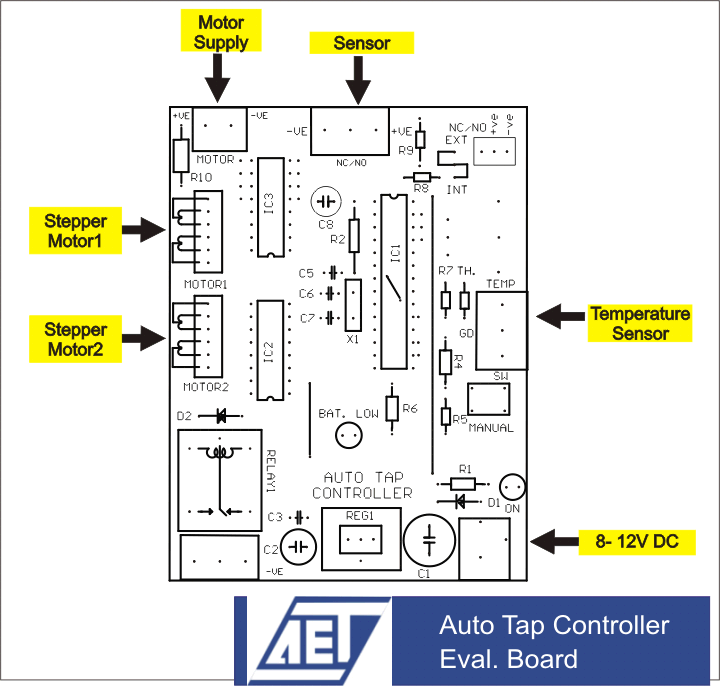 Motor
Supply
Sensor
+VE
-VE
MOTOR
-VE
+VE
NC/NO
R9
NC/NO
+ve
-ve
EXT
INT
R8
R10
IC3
C8
R2
IC1
Stepper
Motor1
MOTOR1
C5
C6
C7
X1
R7
TH.
TEMP
GD
Temperature
Sensor
Stepper
Motor2
MOTOR2
IC2
R4
SW
D2
BAT. LOW
R6
R5
MANUAL
RELAY1
AUTO TAP
CONTROLLER
R1
D1
ON
C3
REG1
C2
C1
-VE
8- 12V DC
AET
Auto Tap Controller
Eval. Board